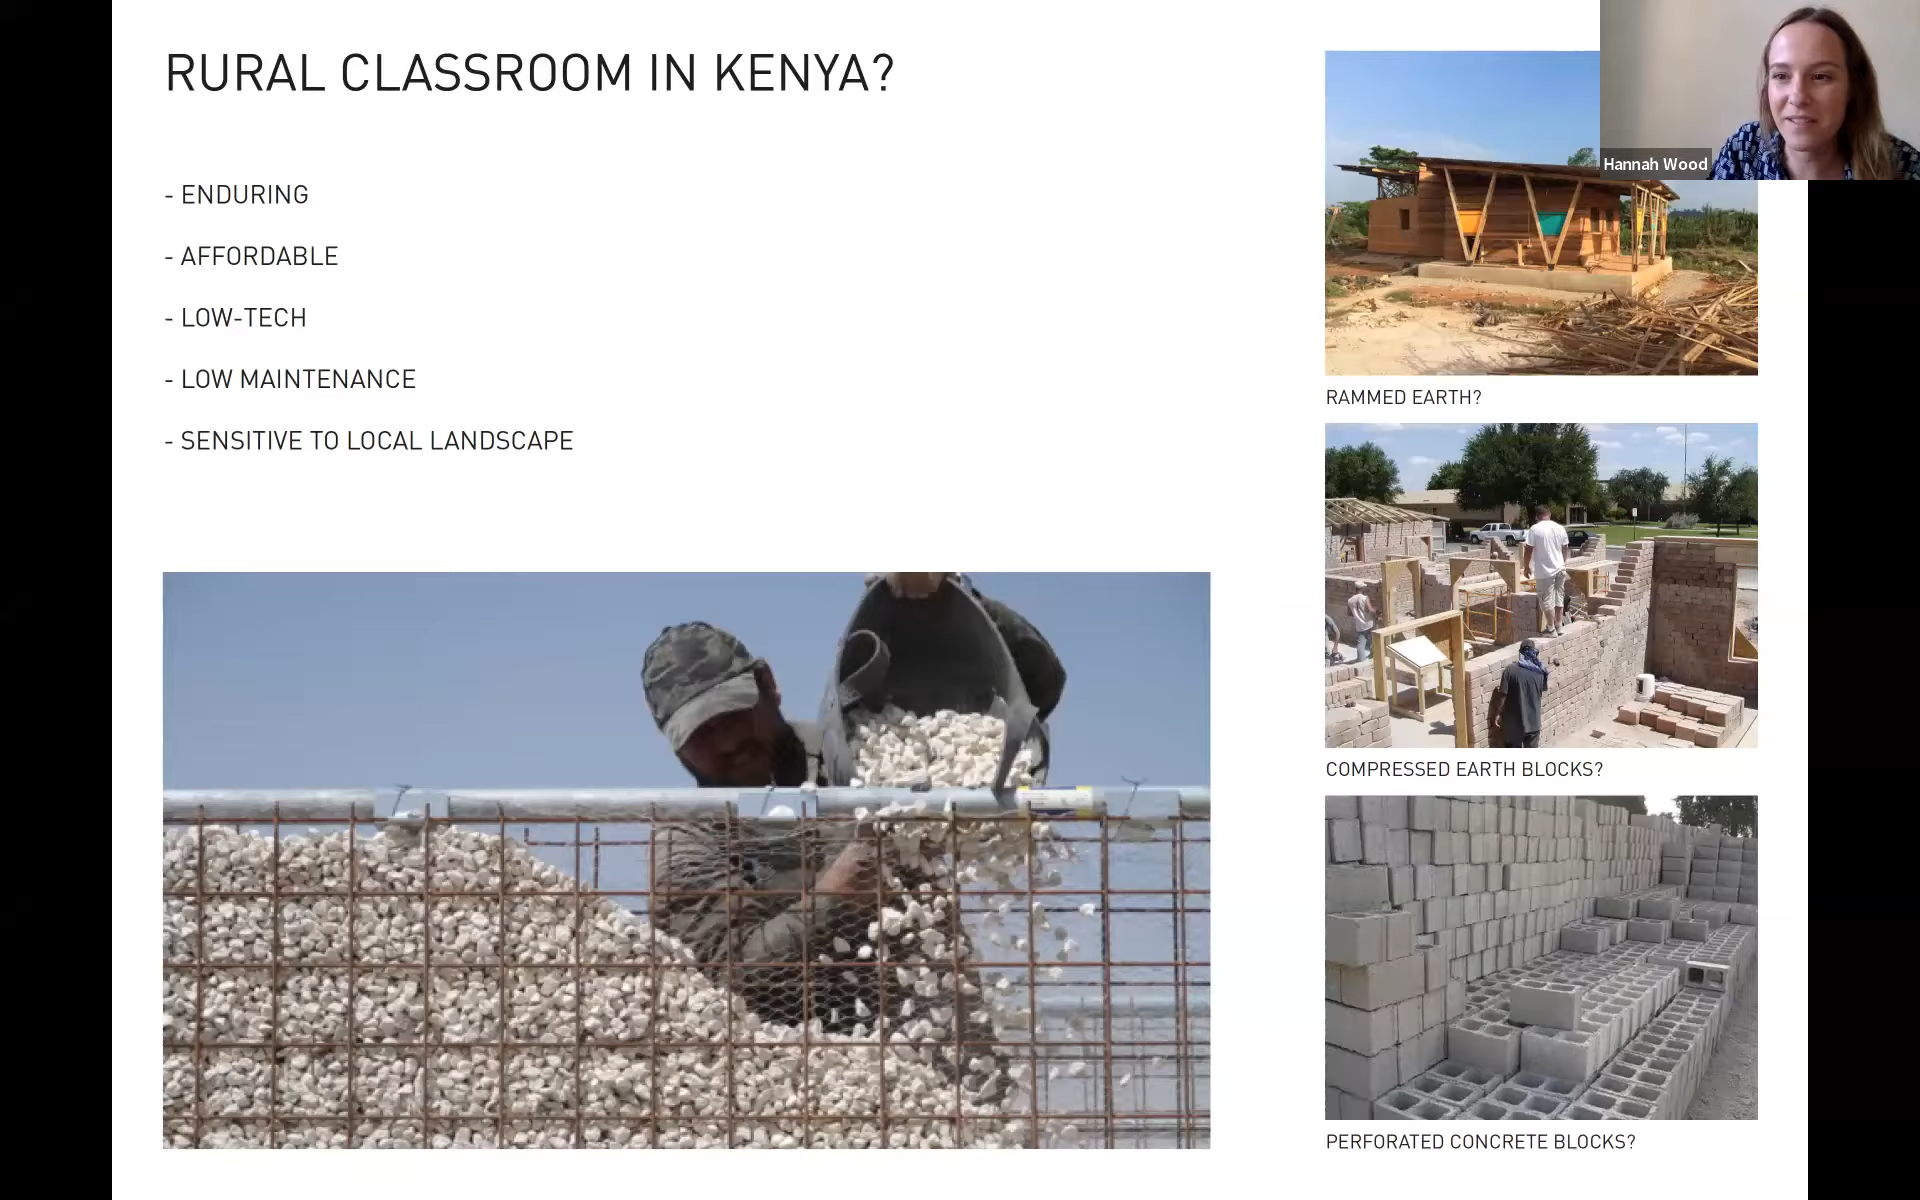 RURAL CLASSROOM IN KENYA?
- ENDURING
- AFFORDABLE
- LOW-TECH
- LOW MAINTENANCE
- SENSITIVE TO LOCAL LANDSCAPE
Hannah Wood
RAMMED EARTH?
COMPRESSED EARTH BLOCKS?
PERFORATED CONCRETE BLOCKS?